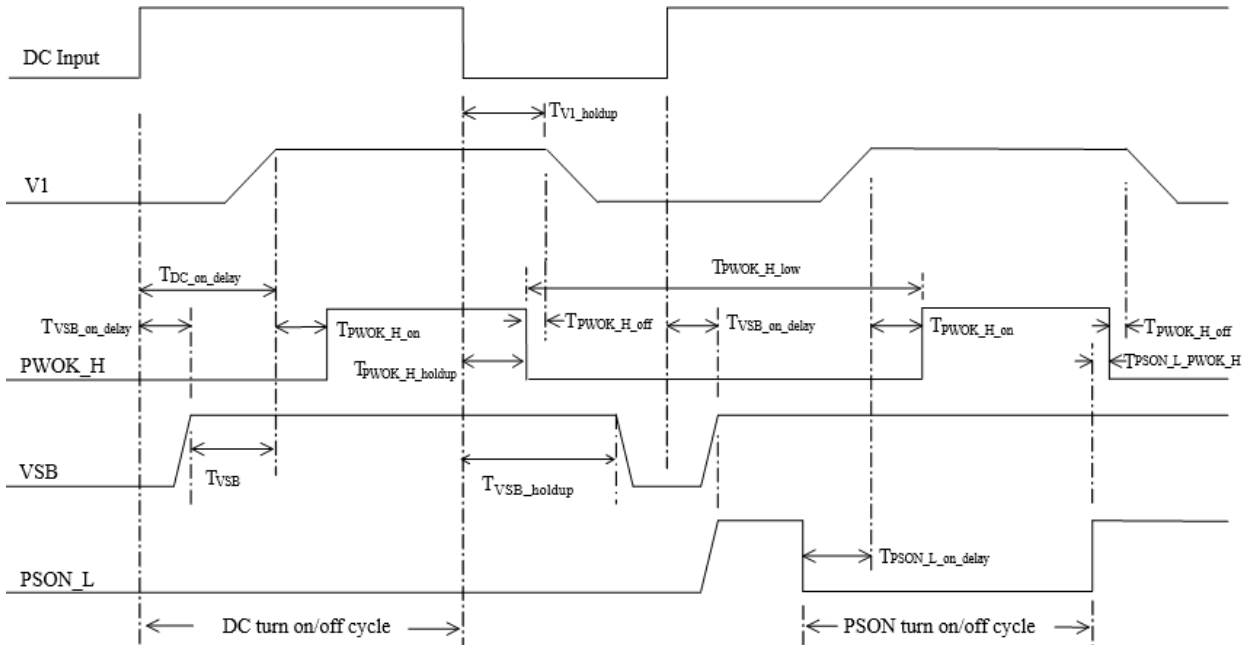 DC Input
TV1_holdup
V1
TDC_on_delay
TPWOK_H_low
TVSB_on_delay
TPWOK_H_on
TPWOK_H_off
TVSB_on_delay
TPWOK_H_on
TPWOK_H_off
PWOK_H
TPWOK_H_holdup
TPSON_L_PWOK_H
VSB
TVSB
TVSB_holdup
PSON_L
TPSON_L_on_delay
DC turn on/off cycle
PSON turn on/off cycle